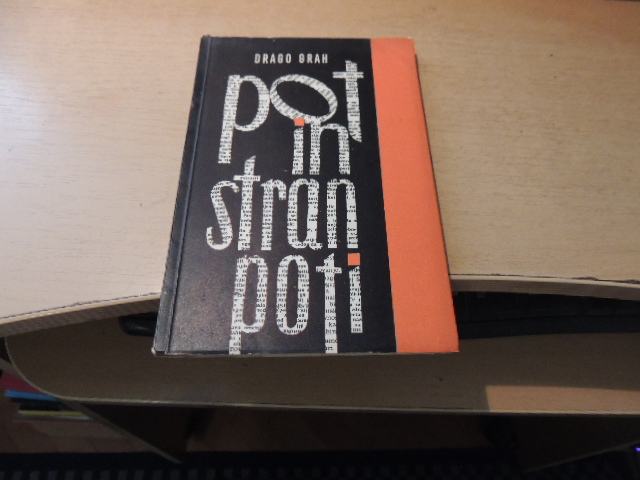 DRAGO GRAH
pot
in
stran
poti